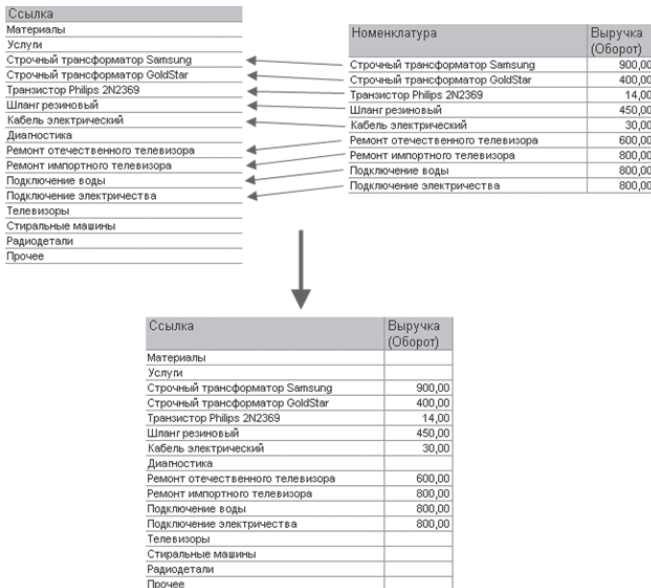 Ссылка
Материалы
Услуги
Строчный трансформатор Samsung
Строчный трансформатор GoldStar
Транзистор Philips 2N2369
Шланг резиновый
Кабель электрический
Диагностика
Ремонт отечественного телевизора
Ремонт импортного телевизора
Подключение воды
Подключение электричества
Телевизоры
Стиральные машины
Радиодетали
Прочее
Номенклатура Выручка
(Оборот)
Строчный трансформатор Samsung 900,00
Строчный трансформатор GoldStar 400,00
Транзистор Philips 2N2369 14,00
Шланг резиновый 450,00
Кабель электрический 30,00
Ремонт отечественного телевизора 600,00
Ремонт импортного телевизора 800,00
Подключение воды 800,00
Подключение электричества 800,00
Ссылка Выручка
(Оборот)
Материалы
Услуги
Строчный трансформатор Samsung 900,00
Строчный трансформатор GoldStar 400,00
Транзистор Philips 2N2369 14,00
Шланг резиновый 450,00
Кабель электрический 30,00
Диагностика
Ремонт отечественного телевизора 600,00
Ремонт импортного телевизора 800,00
Подключение воды 800,00
Подключение электричества 800,00
Телевизоры
Стиральные машины
Радиодетали
Прочее